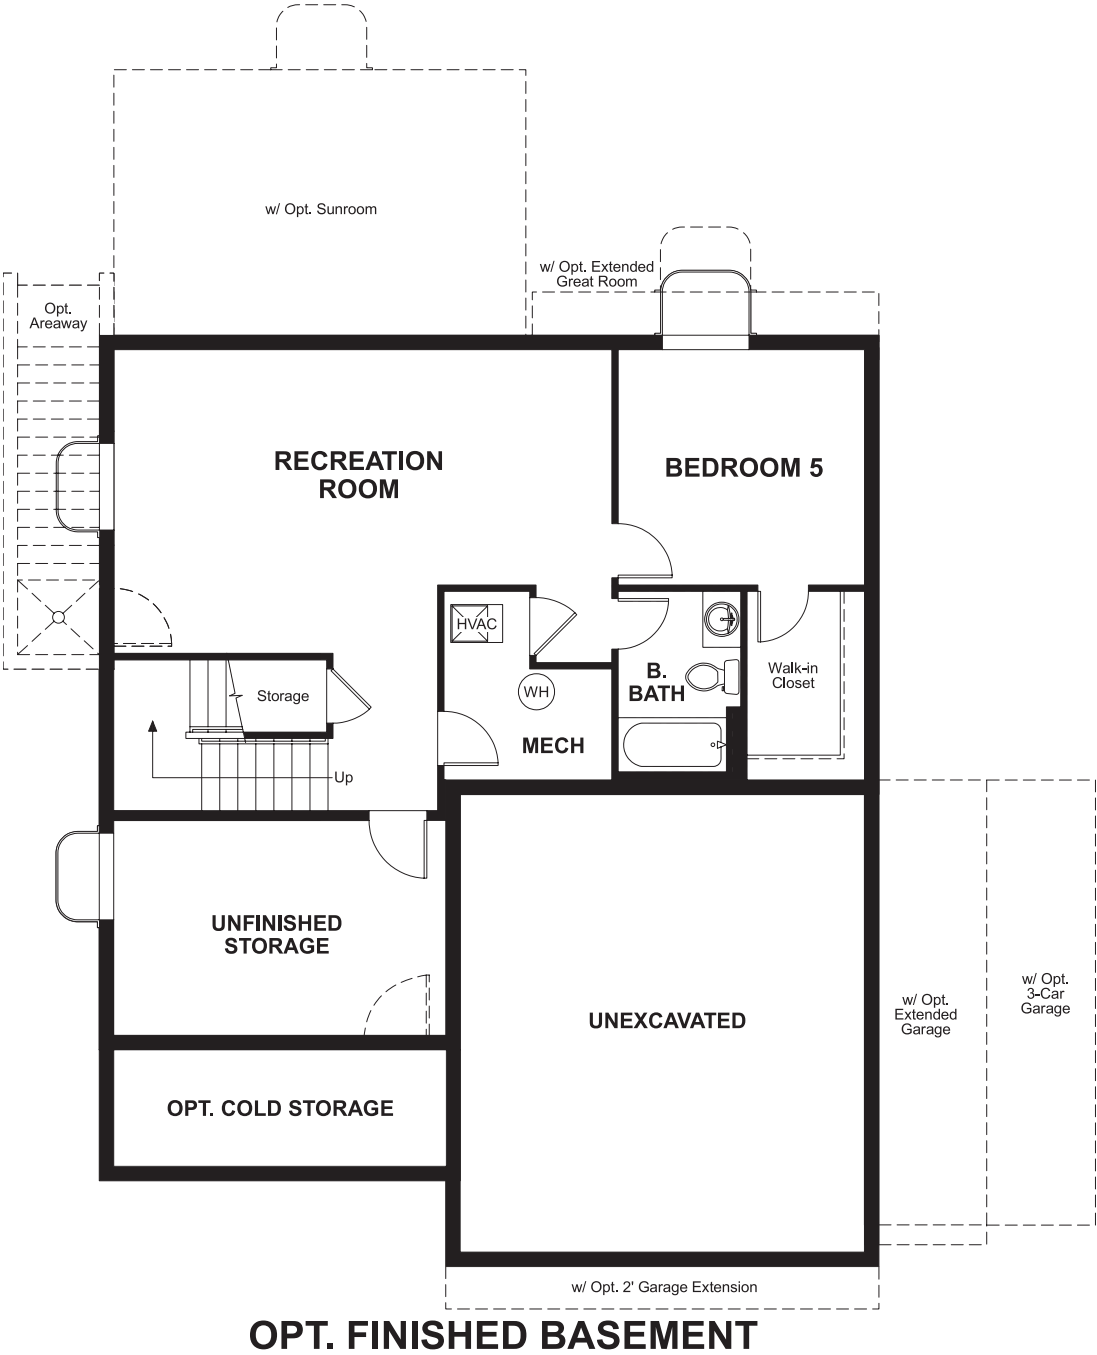 w/ Opt. Sunroom
w/ Opt. Extended
Great Room
Opt.
Areaway
RECREATION
ROOM
BEDROOM 5
HVAC
Storage
WH
B.
BATH
Walk-in
Closet
MECH
Up
UNFINISHED
STORAGE
UNEXCAVATED
w/ Opt.
Extended
Garage
w/ Opt.
3-Car
Garage
OPT. COLD STORAGE
w/ Opt. 2' Garage Extension
OPT. FINISHED BASEMENT